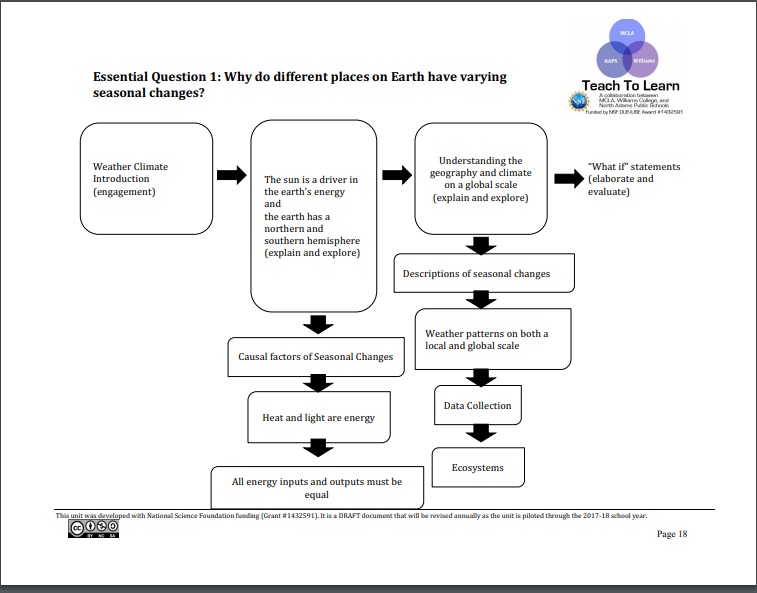 MCLA
NAPS
Williams
Teach To Learn
A collaboration between
MCLA, Williams College, and
North Adams Public Schools
Funded by NSF DUE/IUSE Award #1432591
Essential Question 1: Why do different places on Earth have varying
seasonal changes?
Weather Climate
Introduction
(engagement)
The sun is a driver in
the earth's energy
and
the earth has a
northern and
southern hemisphere
(explain and explore)
Understanding the
geography and climate
on a global scale
(explain and explore)
“What if” statements
(elaborate and
evaluate)
Causal factors of Seasonal Changes
Heat and light are energy
All energy inputs and outputs must be
equal
Descriptions of seasonal changes
Weather patterns on both a
local and global scale
Data Collection
Ecosystems
This unit was developed with National Science Foundation funding (Grant #1432591). It is a DRAFT document that will be revised annually as the unit is piloted through the 2017-18 school year.
cc
BY NC SA
Page 18